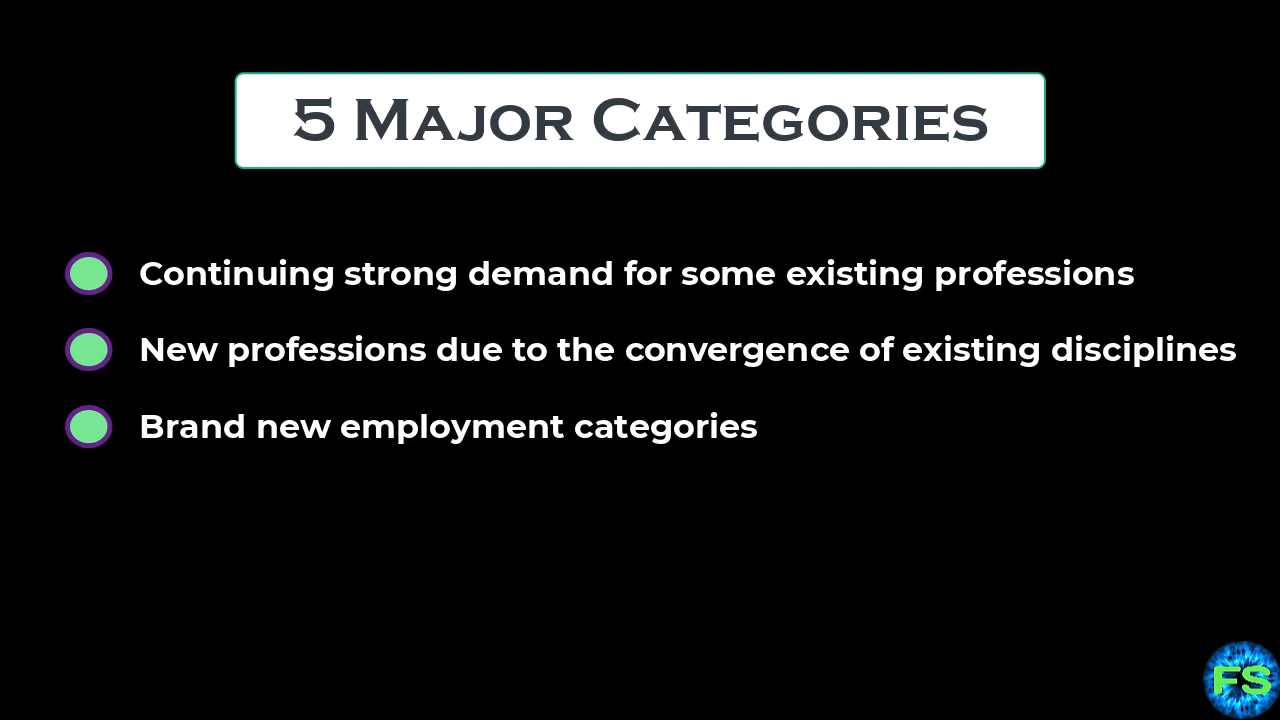 5 Major Categories
Continuing strong demand for some existing professions
New professions due to the convergence of existing disciplines
Brand new employment categories
FS